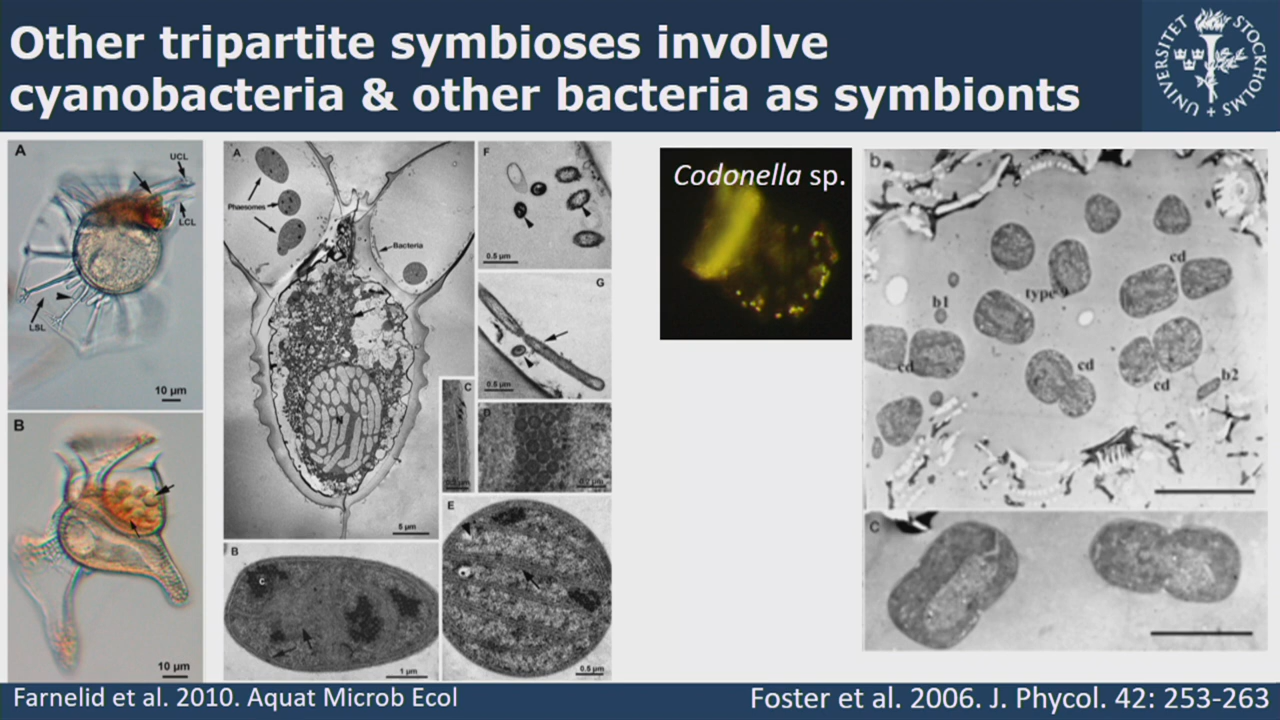 Other tripartite symbioses involve
cyanobacteria & other bacteria as symbionts
STOCKHOLMS UNIVERSITET
A
UCL
LCL
LSL
10 µm
B
10 µm
A
Phaesomes
Bacteria
N
5 µm
B
C
1 µm
F
0.5 µm
G
0.5 µm
C
D
E
0.5 µm
Codonella sp.
b
cd
type
b1
cd
cd
cd
b2
C
Farnelid et al. 2010. Aquat Microb Ecol
Foster et al. 2006. J. Phycol. 42: 253-263